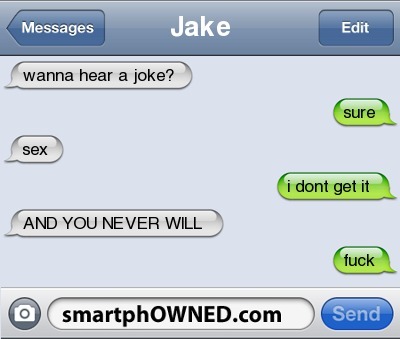 Messages
Jake
Edit
wanna hear a joke?
sure
sex
i dont get it
AND YOU NEVER WILL
fuck
smartphOWNED.com
Send